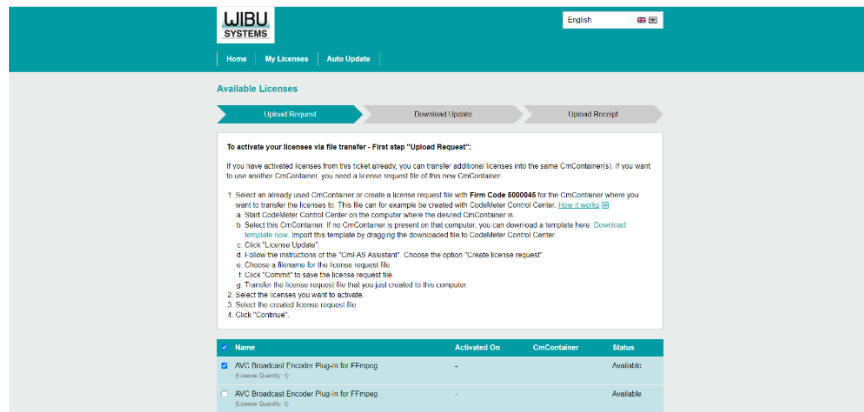 WIBU
SYSTEMS
English
Home My Licenses Auto Update
Available Licenses
Upload Request Download Update Upload Receipt
To activate your licenses via file transfer - First step "Upload Request":
If you have activated licenses from this ticket already, you can transfer additional licenses into the same CmContainer(s). If you want
to use another CmContainer, you need a license request file of this new CmContainer.
1. Select an already used CmContainer or create a license request file with Firm Code 5000045 for the CmContainer where you
want to transfer the licenses to. This file can for example be created with CodeMeter Control Center. How it works
a. Start CodeMeter Control Center on the computer where the desired CmContainer is.
b. Select this CmContainer. If no CmContainer is present on that computer, you can download a template here. Download
template now. Import this template by dragging the downloaded file to CodeMeter Control Center.
c. Click "License Update".
d. Follow the instructions of the "CmFAS Assistant". Choose the option "Create license request".
e. Choose a filename for the license request file.
f. Click "Commit" to save the license request file.
g. Transfer the license request file that you just created to this computer.
2. Select the licenses you want to activate.
3. Select the created license request file.
4. Click "Continue".
Name Activated On CmContainer Status
AVC Broadcast Encoder Plug-In for FFmpeg - Available
(License Quantity: 1)
AVC Broadcast Encoder Plug-In for FFmpeg - Available
(License Quantity: 1)